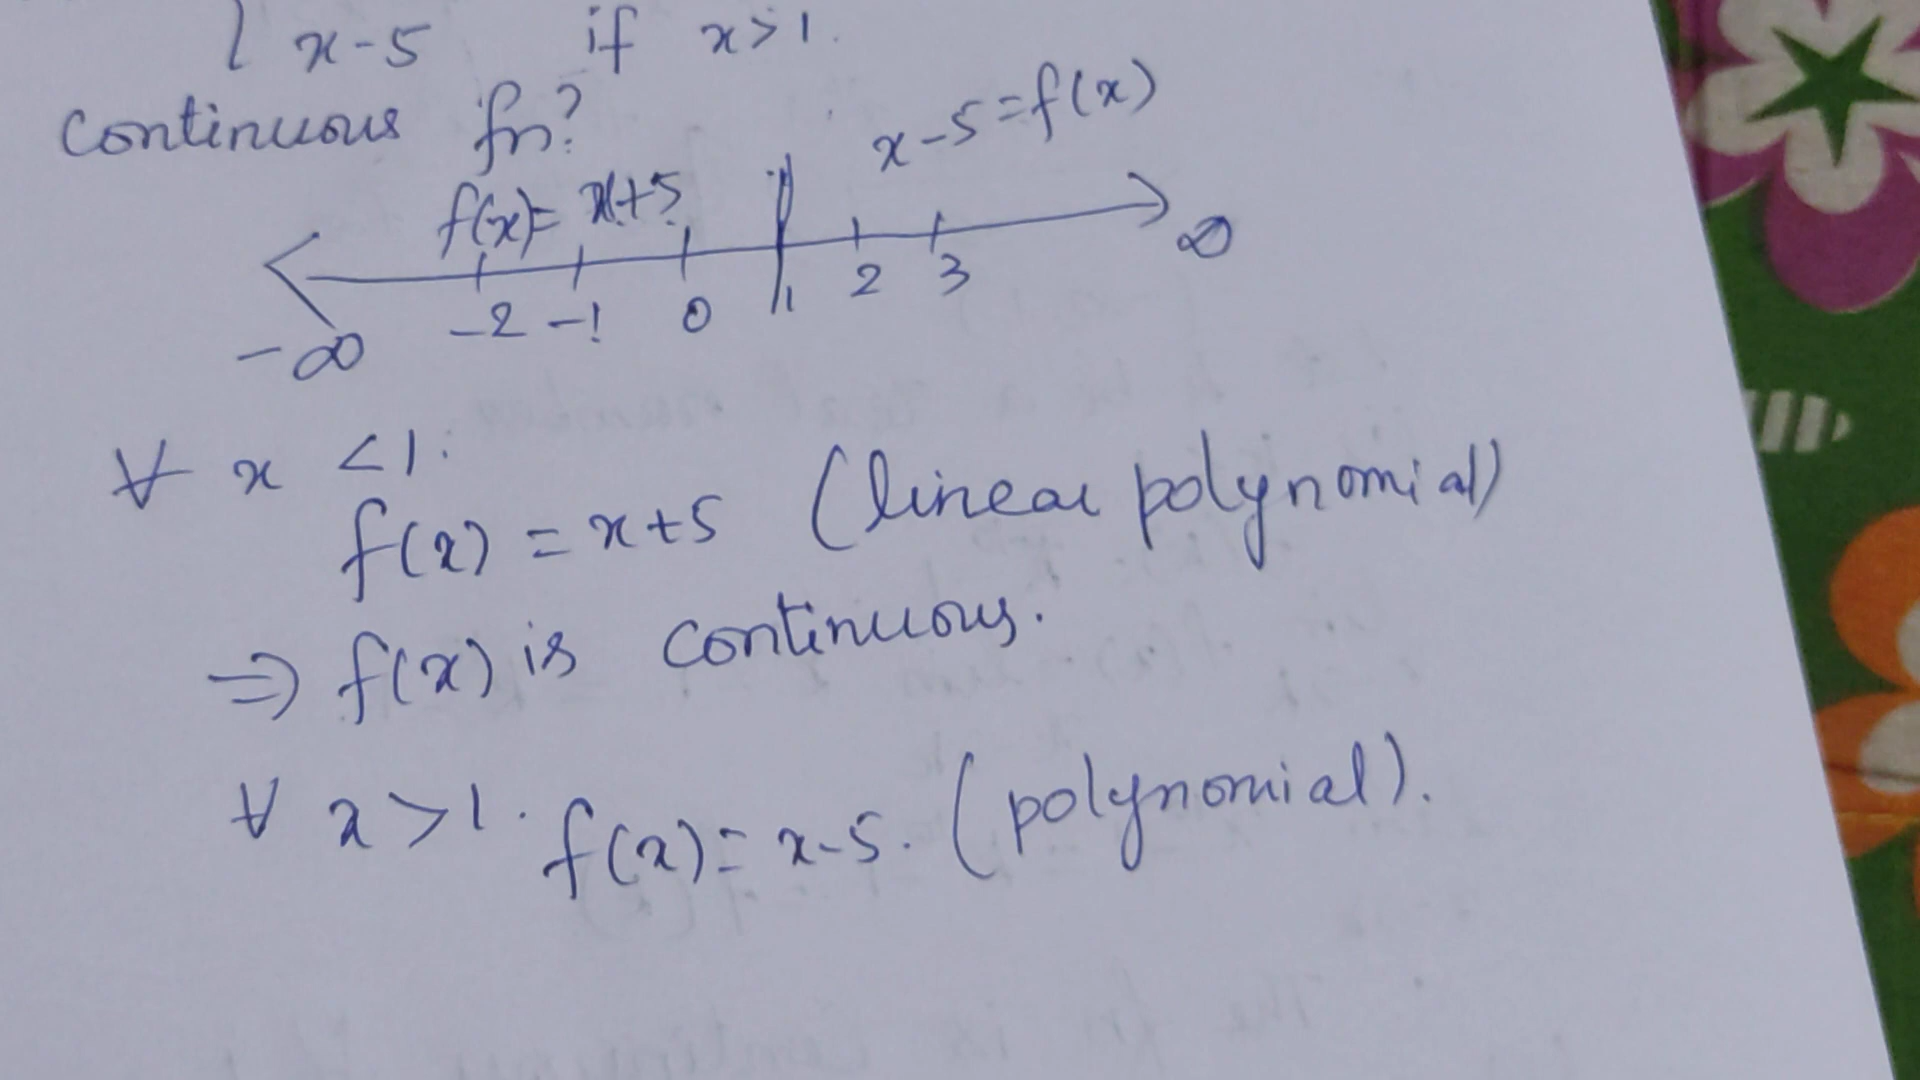 { x-5 if x>1.
continuous fn?
x-5=f(x)
f(x)= x+5
-∞ -2 -1 0 1 2 3 ∞
∀ x <1.
f(x) = x+5 (linear polynomial)
⇒ f(x) is continuous.
∀ x>1. f(x)= x-5. (polynomial).